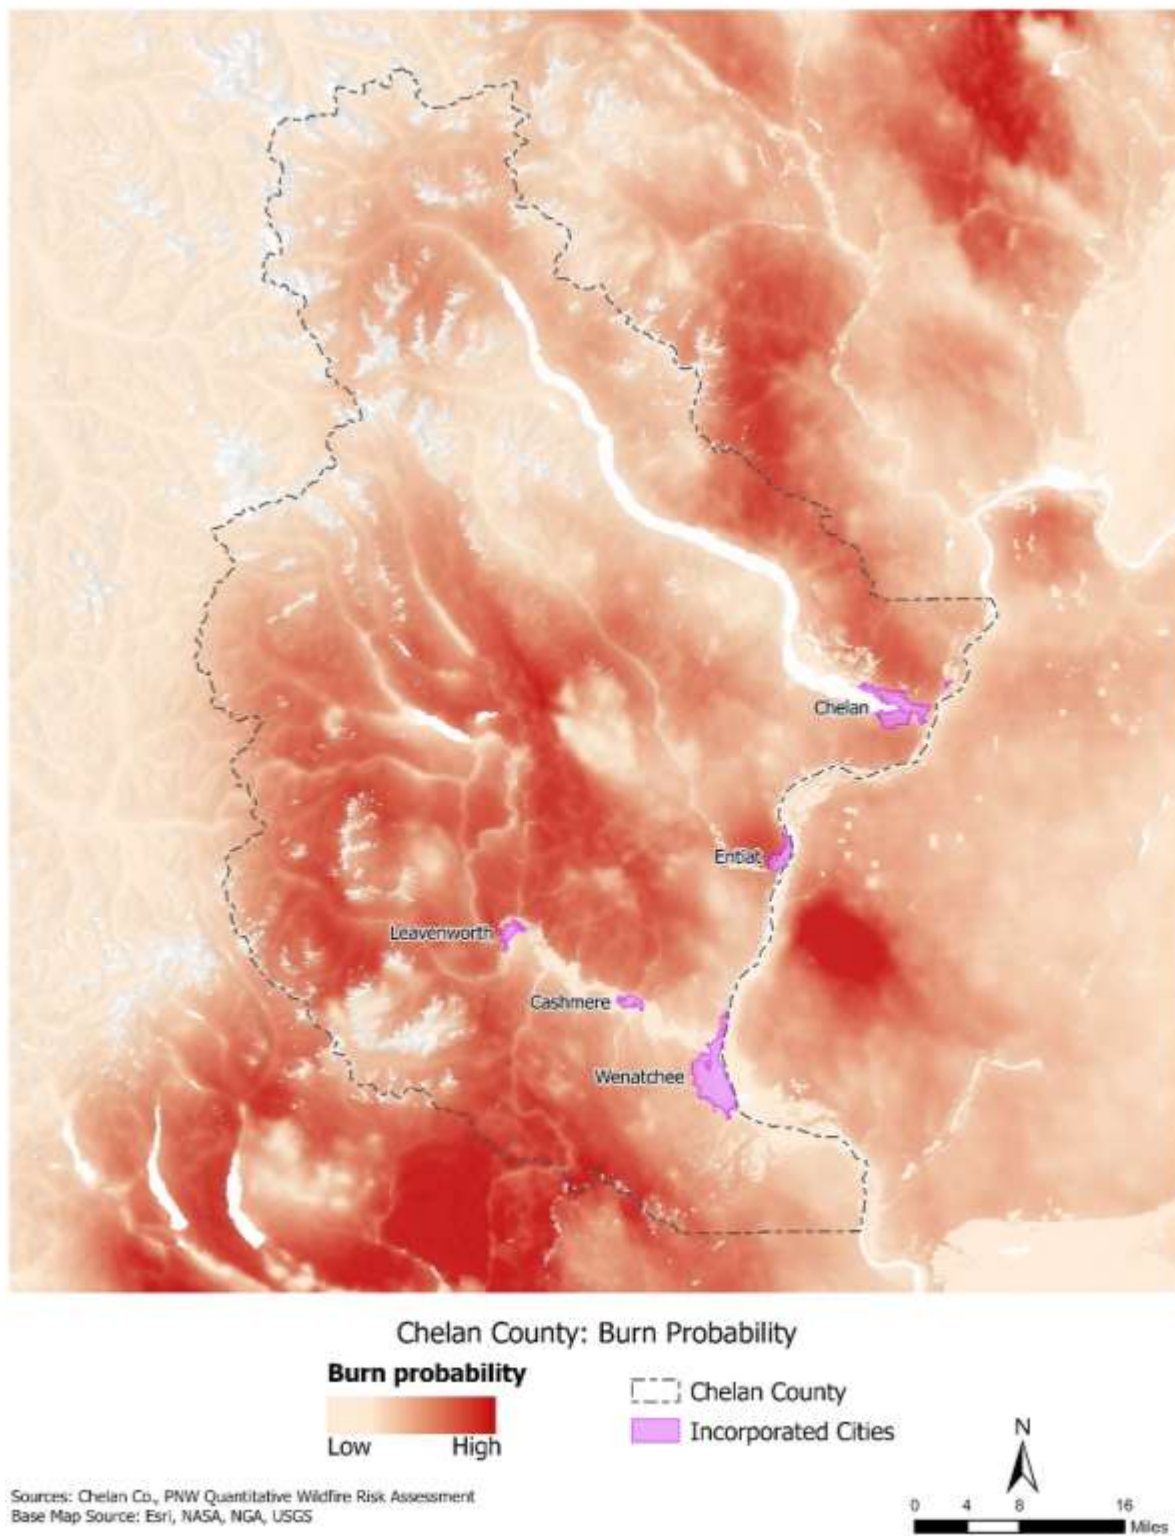 Chelan
Entiat
Leavenworth
Cashmere
Wenatchee
Chelan County: Burn Probability
Burn probability
Low High
Chelan County
Incorporated Cities
N
Sources: Chelan Co., PNW Quantitative Wildfire Risk Assessment
Base Map Source: Esri, NASA, NGA, USGS
0 4 8 16
Miles